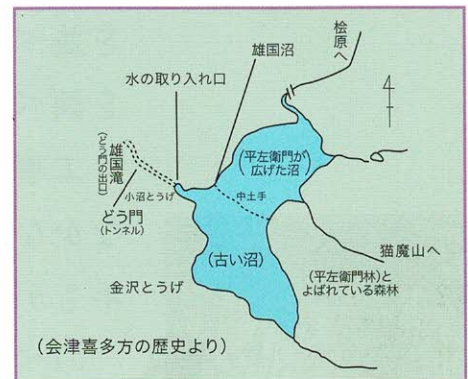 桧原へ
雄国沼
水の取り入れ口
雄国滝
(どう門の出口)
(平左衛門が
広げた沼)
小沼とうげ
中土手
どう門
(トンネル)
(古い沼)
猫魔山へ
金沢とうげ
(平左衛門林)と
よばれている森林
(会津喜多方の歴史より)